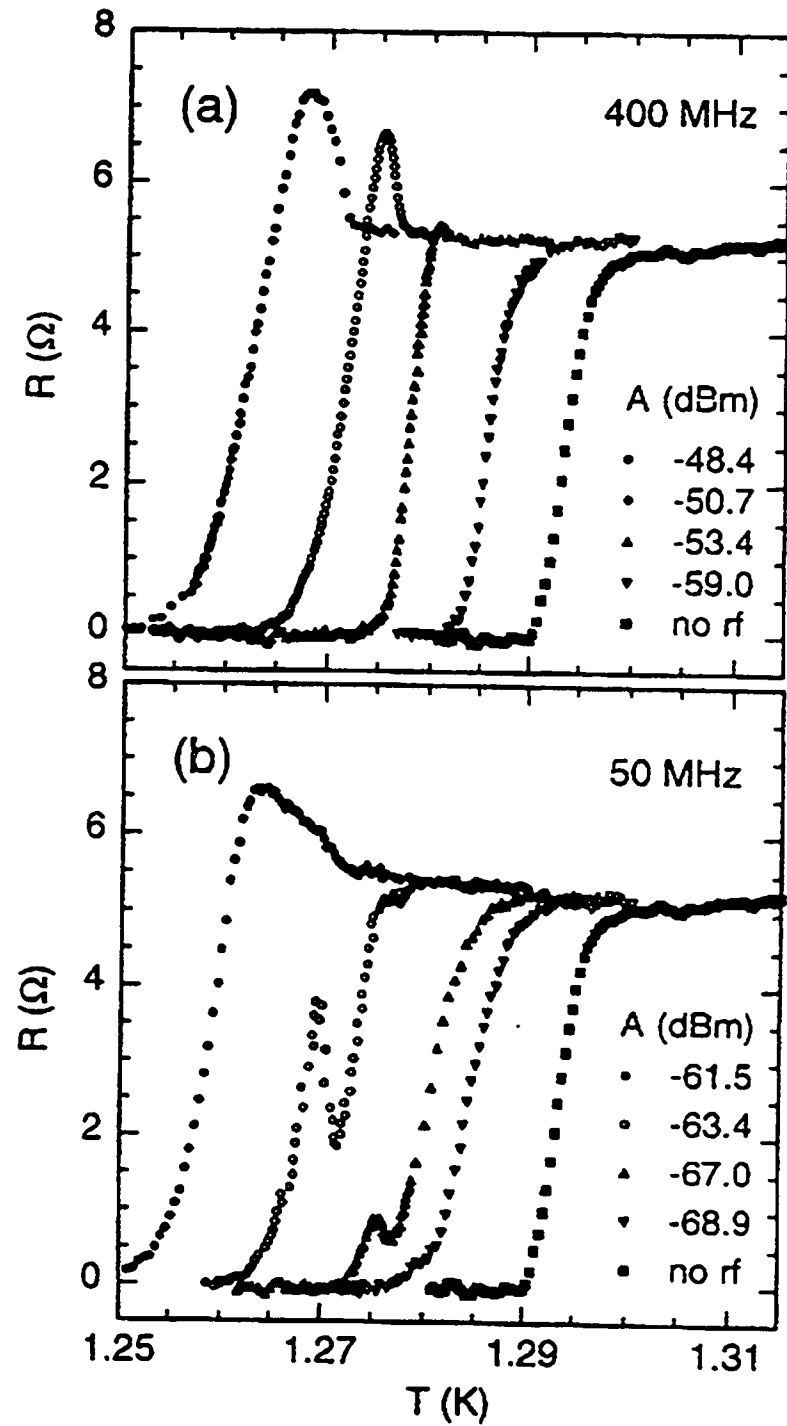 8
(a)
400 MHz
6
4
R (Ω)
2
0
A (dBm)
-48.4
-50.7
-53.4
-59.0
no rf
8
(b)
50 MHz
6
4
R (Ω)
2
0
A (dBm)
-61.5
-63.4
-67.0
-68.9
no rf
1.25
1.27
1.29
1.31
T (K)